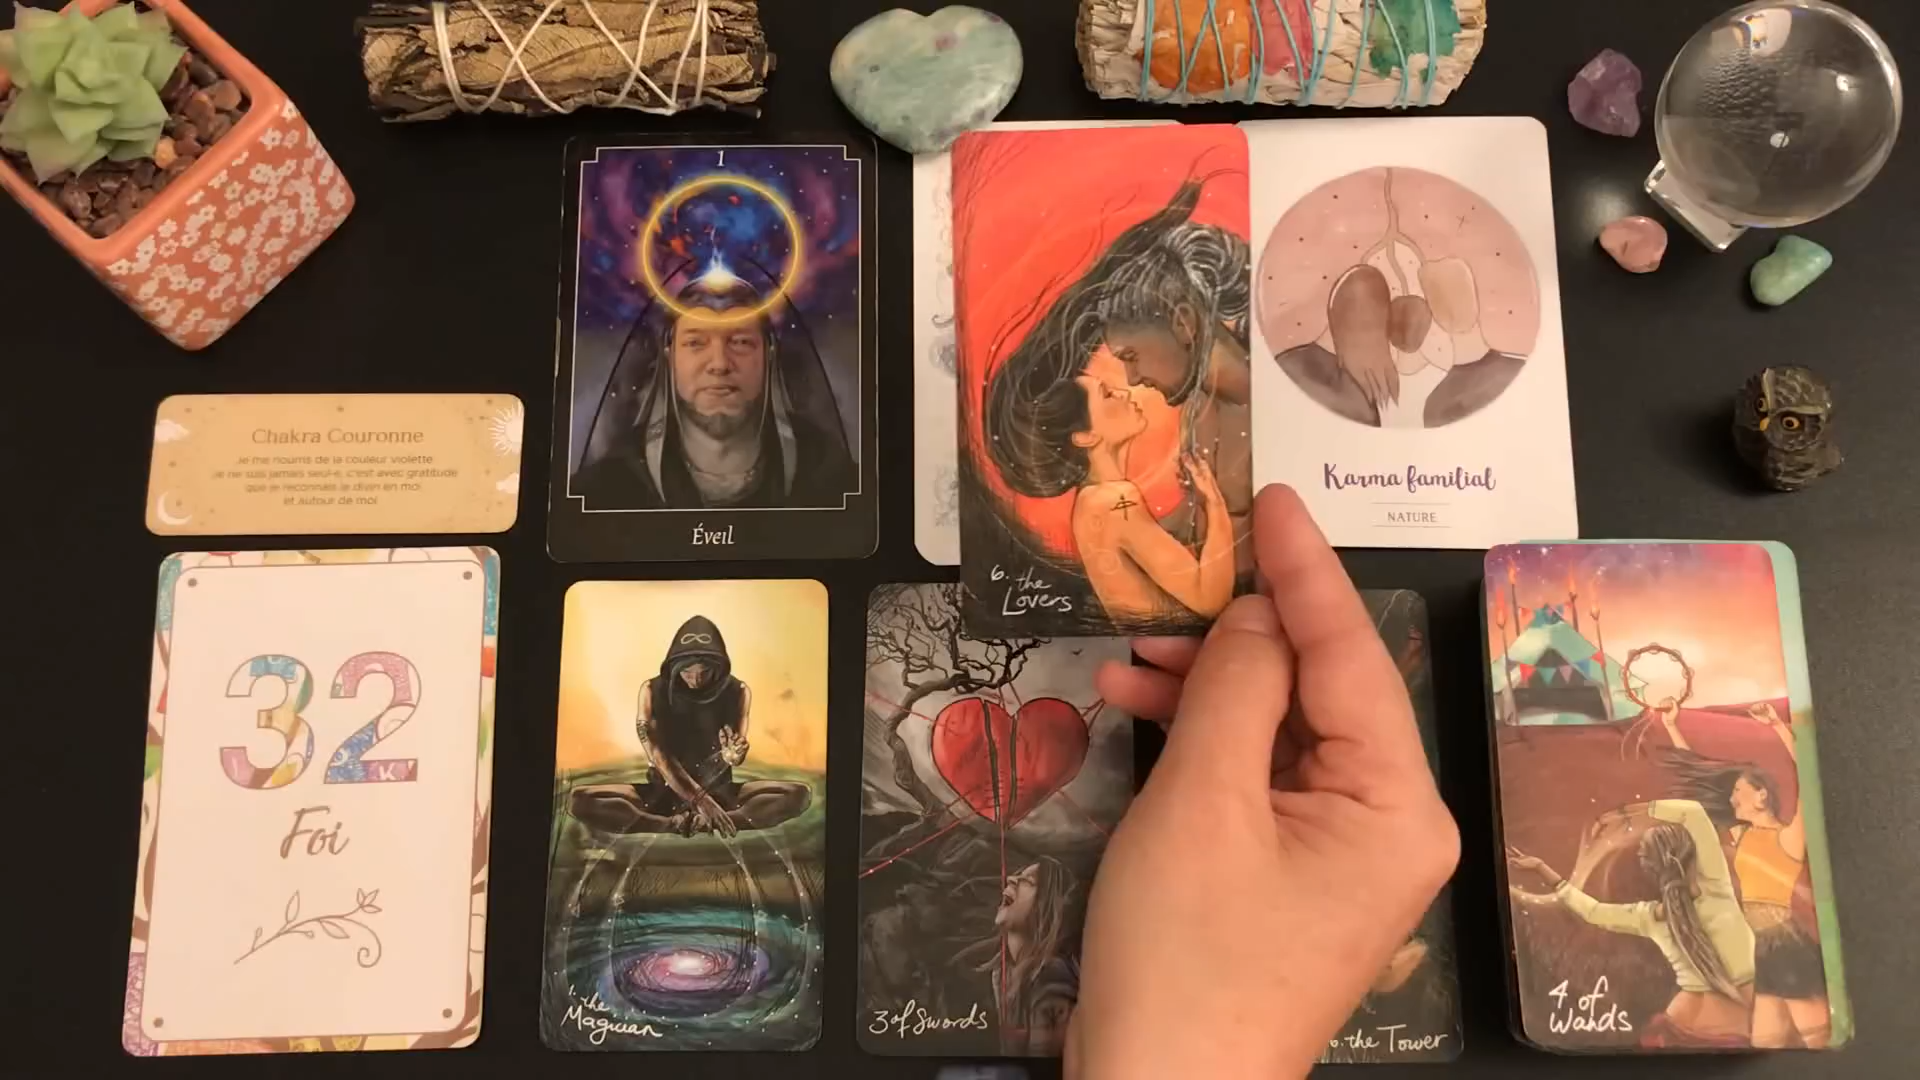 1
Éveil
Chakra Couronne
Je me nourris de la couleur violette.
Je ne suis jamais seul·e, c'est avec gratitude
que je reconnais le divin en moi
et autour de moi.
6. the
Lovers
Karma familial
NATURE
32
Foi
1. the
Magician
3 of Swords
the Tower
4 of
Wands